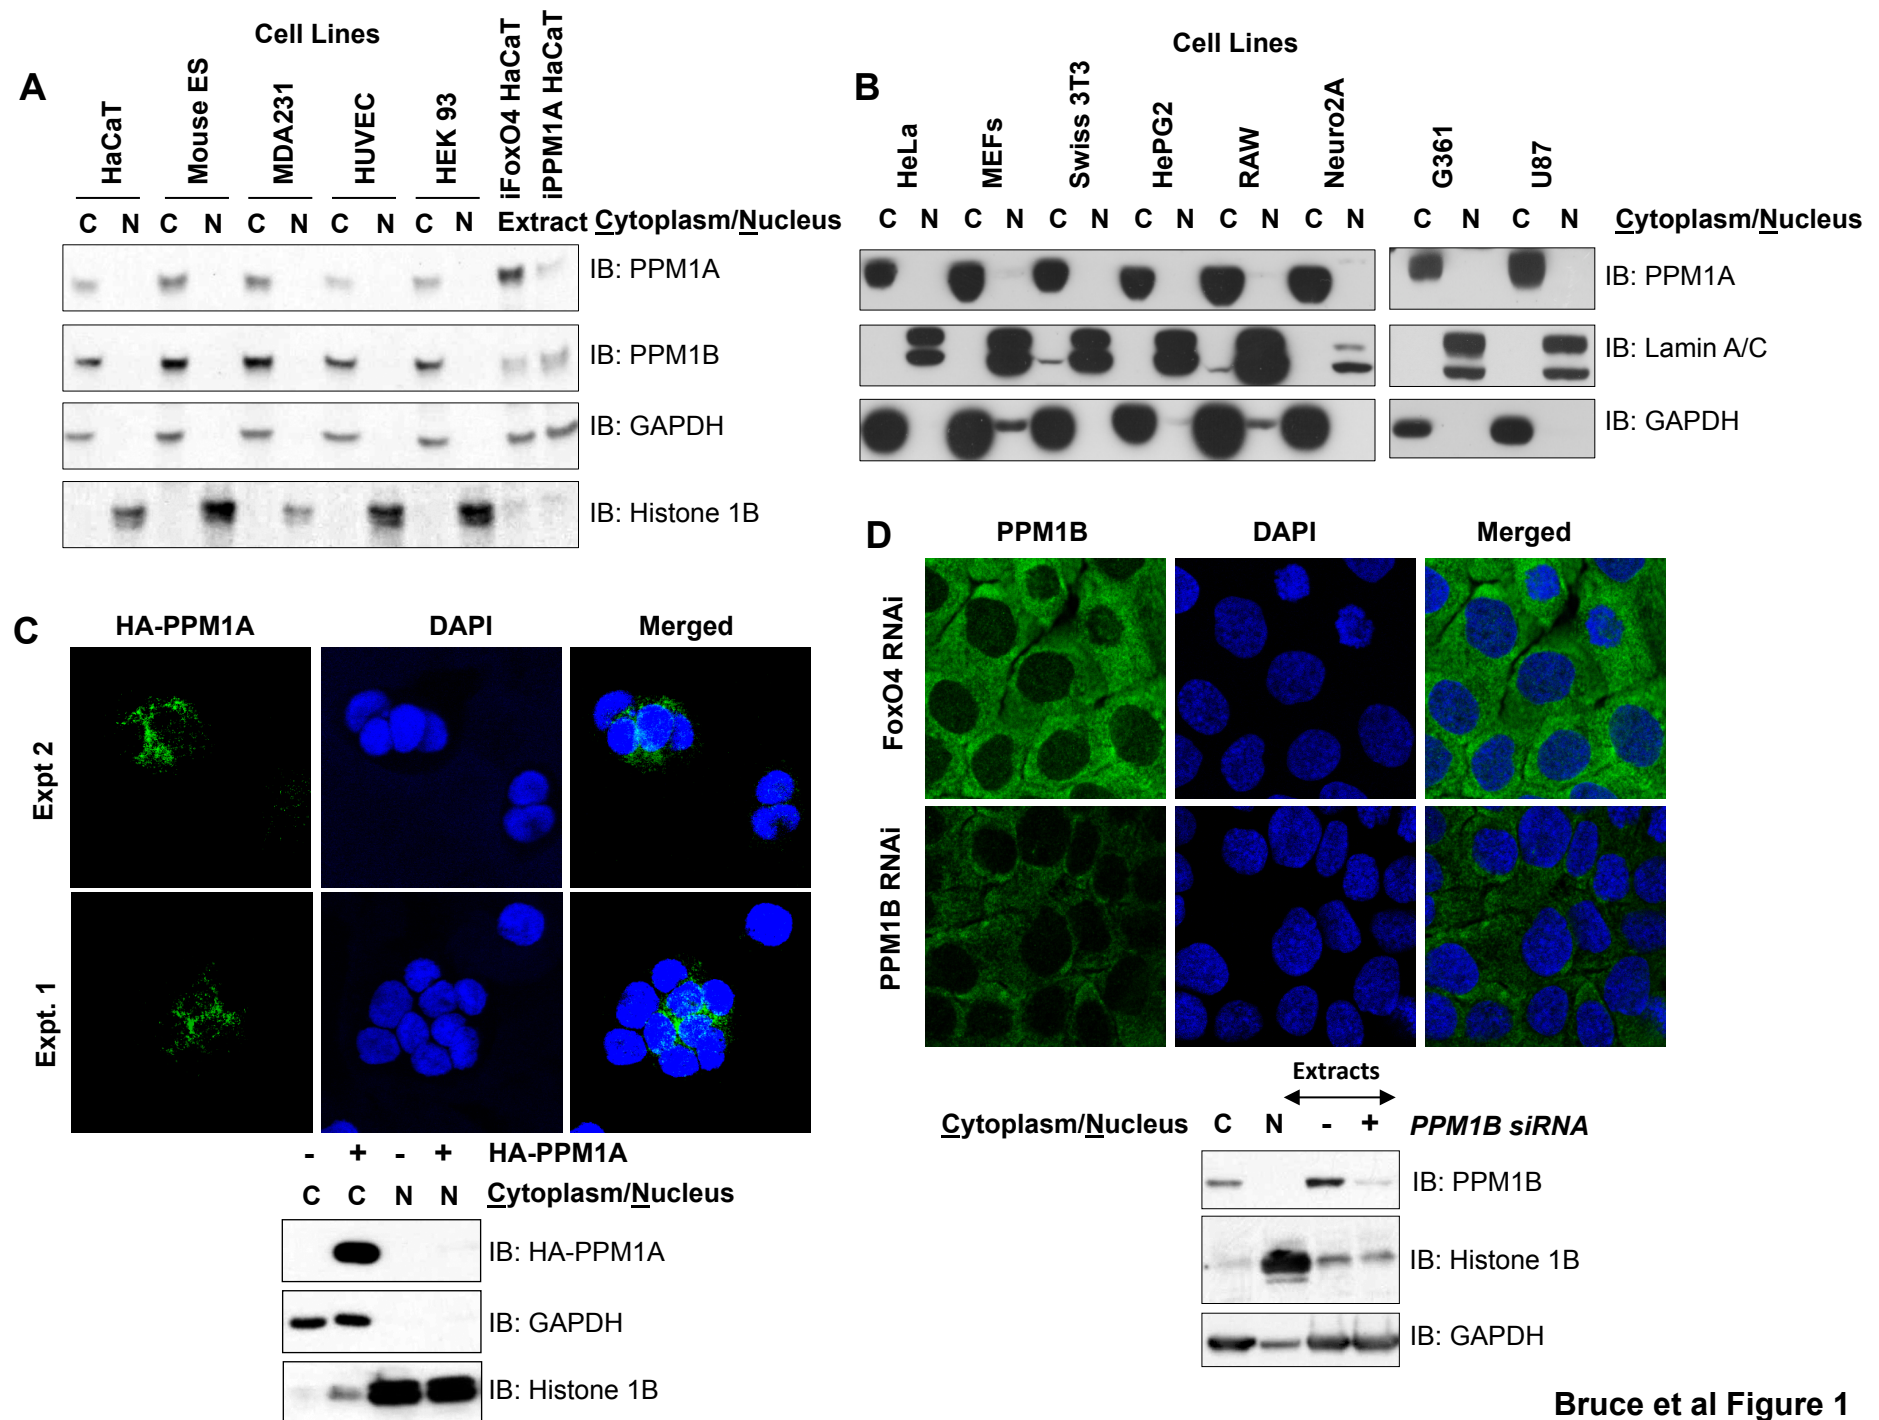 A
Cell Lines
HaCaT
Mouse ES
MDA231
HUVEC
HEK 93
iFoxO4 HaCaT
iPPM1A HaCaT
C N C N C N C N C N Extract Cytoplasm/Nucleus
IB: PPM1A
IB: PPM1B
IB: GAPDH
IB: Histone 1B
B
Cell Lines
HeLa
MEFs
Swiss 3T3
HePG2
RAW
Neuro2A
G361
U87
C N C N C N C N C N C N C N C N Cytoplasm/Nucleus
IB: PPM1A
IB: Lamin A/C
IB: GAPDH
C
HA-PPM1A DAPI Merged
Expt 2
Expt. 1
- + - + HA-PPM1A
C C N N Cytoplasm/Nucleus
IB: HA-PPM1A
IB: GAPDH
IB: Histone 1B
D
PPM1B DAPI Merged
FoxO4 RNAi
PPM1B RNAi
Extracts
Cytoplasm/Nucleus C N - + PPM1B siRNA
IB: PPM1B
IB: Histone 1B
IB: GAPDH
Bruce et al Figure 1